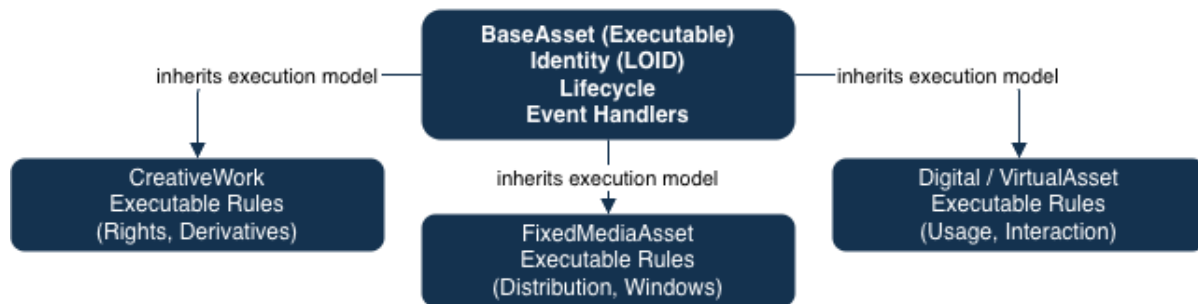 BaseAsset (Executable)
Identity (LOID)
Lifecycle
Event Handlers
inherits execution model
inherits execution model
inherits execution model
CreativeWork
Executable Rules
(Rights, Derivatives)
FixedMediaAsset
Executable Rules
(Distribution, Windows)
Digital / VirtualAsset
Executable Rules
(Usage, Interaction)